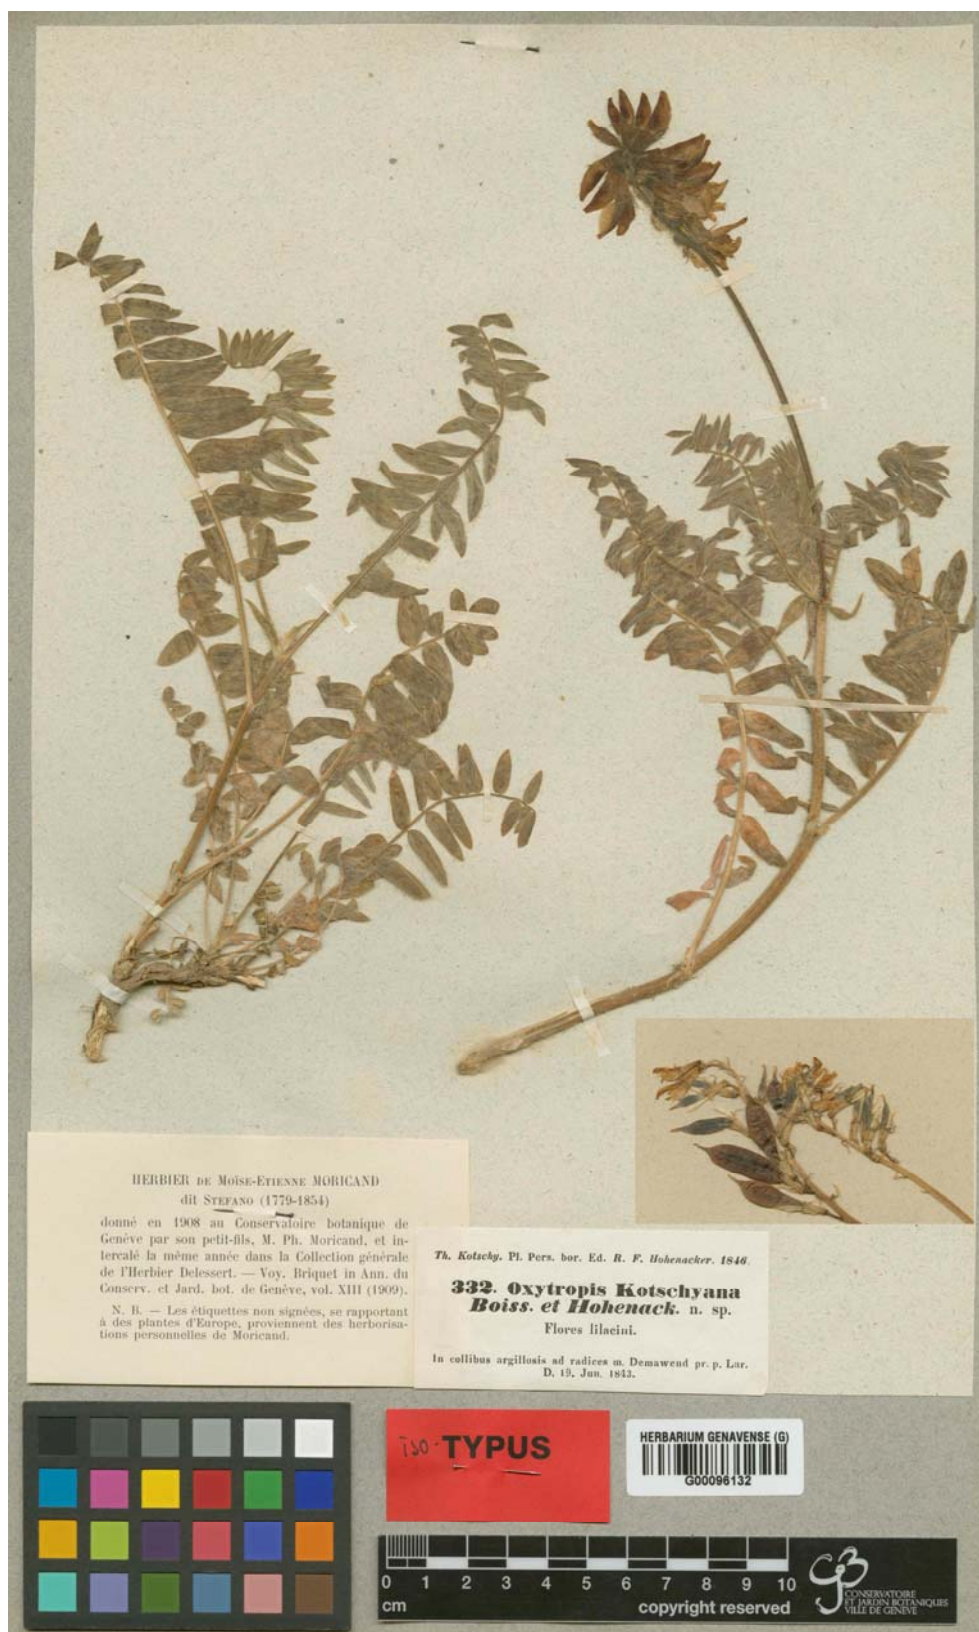 HERBIER DE Moïse-Etienne MORICAND
dit Stefano (1779-1854)
donné en 1908 au Conservatoire botanique de
Genève par son petit-fils, M. Ph. Moricand, et in-
tercalé la même année dans la Collection générale
de l'Herbier Delessert. — Voy. Briquet in Ann. du
Conserv. et Jard. bot. de Genève, vol. XIII (1909).
N. B. — Les étiquettes non signées, se rapportant
à des plantes d'Europe, proviennent des herborisa-
tions personnelles de Moricand.
Th. Kotschy. Pl. Pers. bor. Ed. R. F. Hohenacker. 1846.
332. Oxytropis Kotschyana
Boiss. et Hohenack. n. sp.
Flores lilacini.
In collibus argillosis ad radices m. Demawend pr. p. Lur.
D. 19. Jun. 1843.
iso-TYPUS
HERBARIUM GENAVENSE (G)
G00096132
0 1 2 3 4 5 6 7 8 9 10
cm copyright reserved
CONSERVATOIRE
ET JARDIN BOTANIQUES
VILLE DE GENÈVE